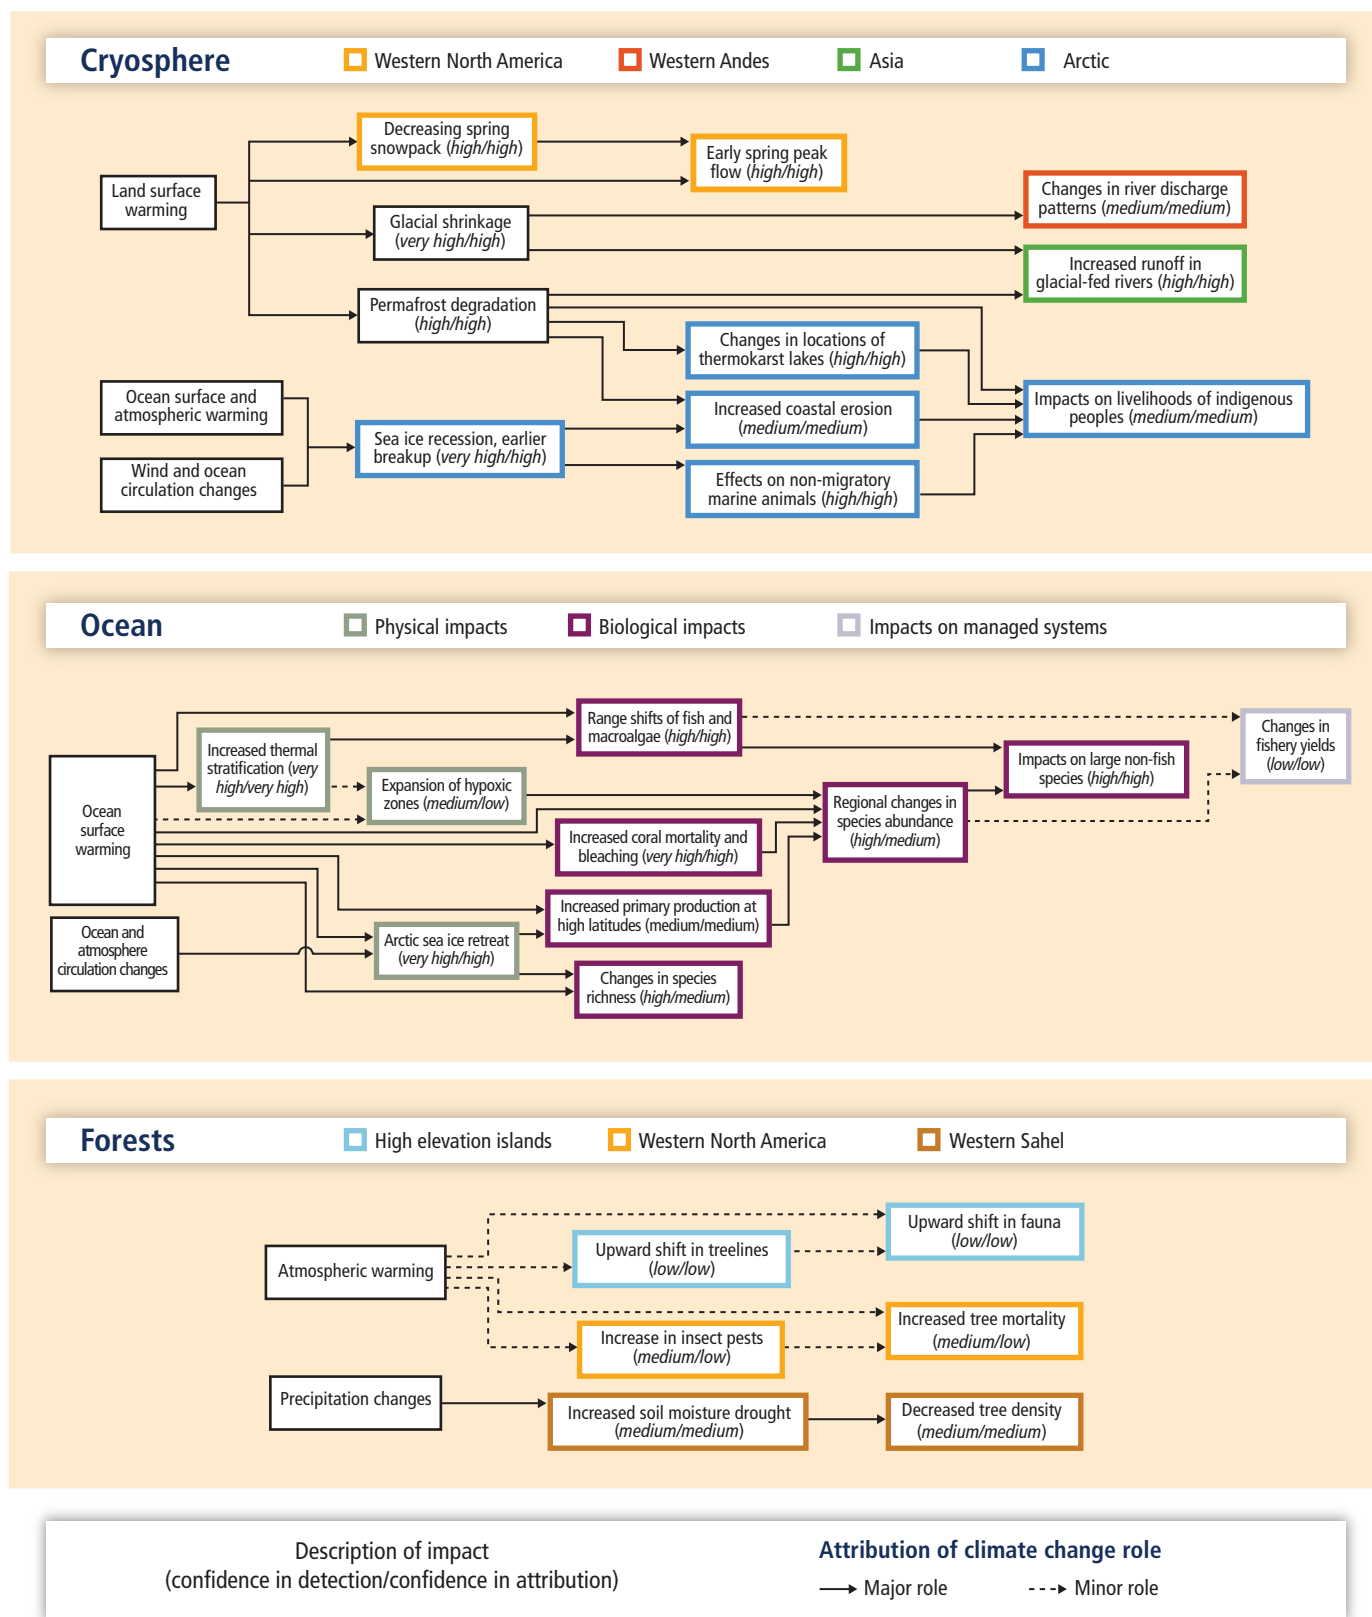 Cryosphere
Western North America
Western Andes
Asia
Arctic
Decreasing spring
snowpack (high/high)
Early spring peak
flow (high/high)
Land surface
warming
Changes in river discharge
patterns (medium/medium)
Glacial shrinkage
(very high/high)
Increased runoff in
glacial-fed rivers (high/high)
Permafrost degradation
(high/high)
Changes in locations of
thermokarst lakes (high/high)
Ocean surface and
atmospheric warming
Increased coastal erosion
(medium/medium)
Impacts on livelihoods of indigenous
peoples (medium/medium)
Sea ice recession, earlier
breakup (very high/high)
Wind and ocean
circulation changes
Effects on non-migratory
marine animals (high/high)
Ocean
Physical impacts
Biological impacts
Impacts on managed systems
Range shifts of fish and
macroalgae (high/high)
Changes in
fishery yields
(low/low)
Increased thermal
stratification (very
high/very high)
Impacts on large non-fish
species (high/high)
Expansion of hypoxic
zones (medium/low)
Regional changes in
species abundance
(high/medium)
Ocean
surface
warming
Increased coral mortality and
bleaching (very high/high)
Increased primary production at
high latitudes (medium/medium)
Ocean and
atmosphere
circulation changes
Arctic sea ice retreat
(very high/high)
Changes in species
richness (high/medium)
Forests
High elevation islands
Western North America
Western Sahel
Upward shift in fauna
(low/low)
Upward shift in treelines
(low/low)
Atmospheric warming
Increased tree mortality
(medium/low)
Increase in insect pests
(medium/low)
Precipitation changes
Increased soil moisture drought
(medium/medium)
Decreased tree density
(medium/medium)
Description of impact
(confidence in detection/confidence in attribution)
Attribution of climate change role
Major role
Minor role